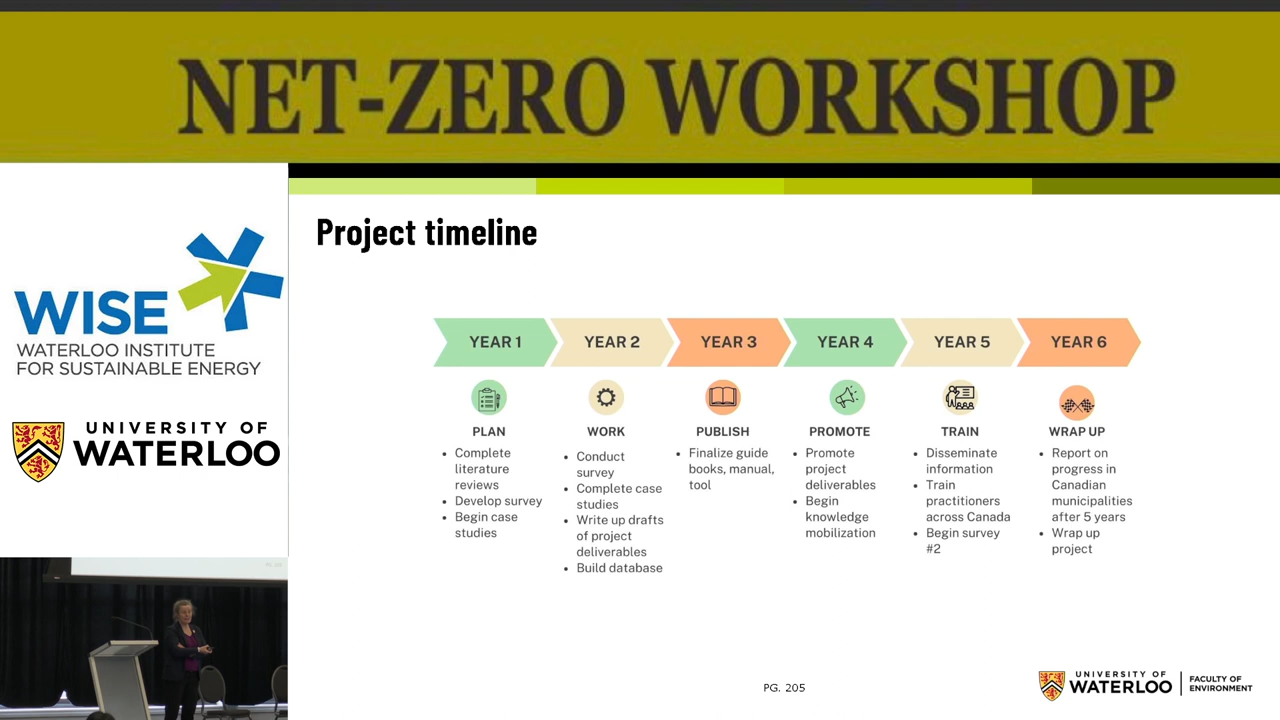 NET-ZERO WORKSHOP
WISE
WATERLOO INSTITUTE
FOR SUSTAINABLE ENERGY
UNIVERSITY OF
WATERLOO
Project timeline
YEAR 1
YEAR 2
YEAR 3
YEAR 4
YEAR 5
YEAR 6
PLAN
• Complete
literature
reviews
• Develop survey
• Begin case
studies
WORK
• Conduct
survey
• Complete case
studies
• Write up drafts
of project
deliverables
• Build database
PUBLISH
• Finalize guide
books, manual,
tool
PROMOTE
• Promote
project
deliverables
• Begin
knowledge
mobilization
TRAIN
• Disseminate
information
• Train
practitioners
across Canada
• Begin survey
#2
WRAP UP
• Report on
progress in
Canadian
municipalities
after 5 years
• Wrap up
project
PG. 205
UNIVERSITY OF
WATERLOO
FACULTY OF
ENVIRONMENT